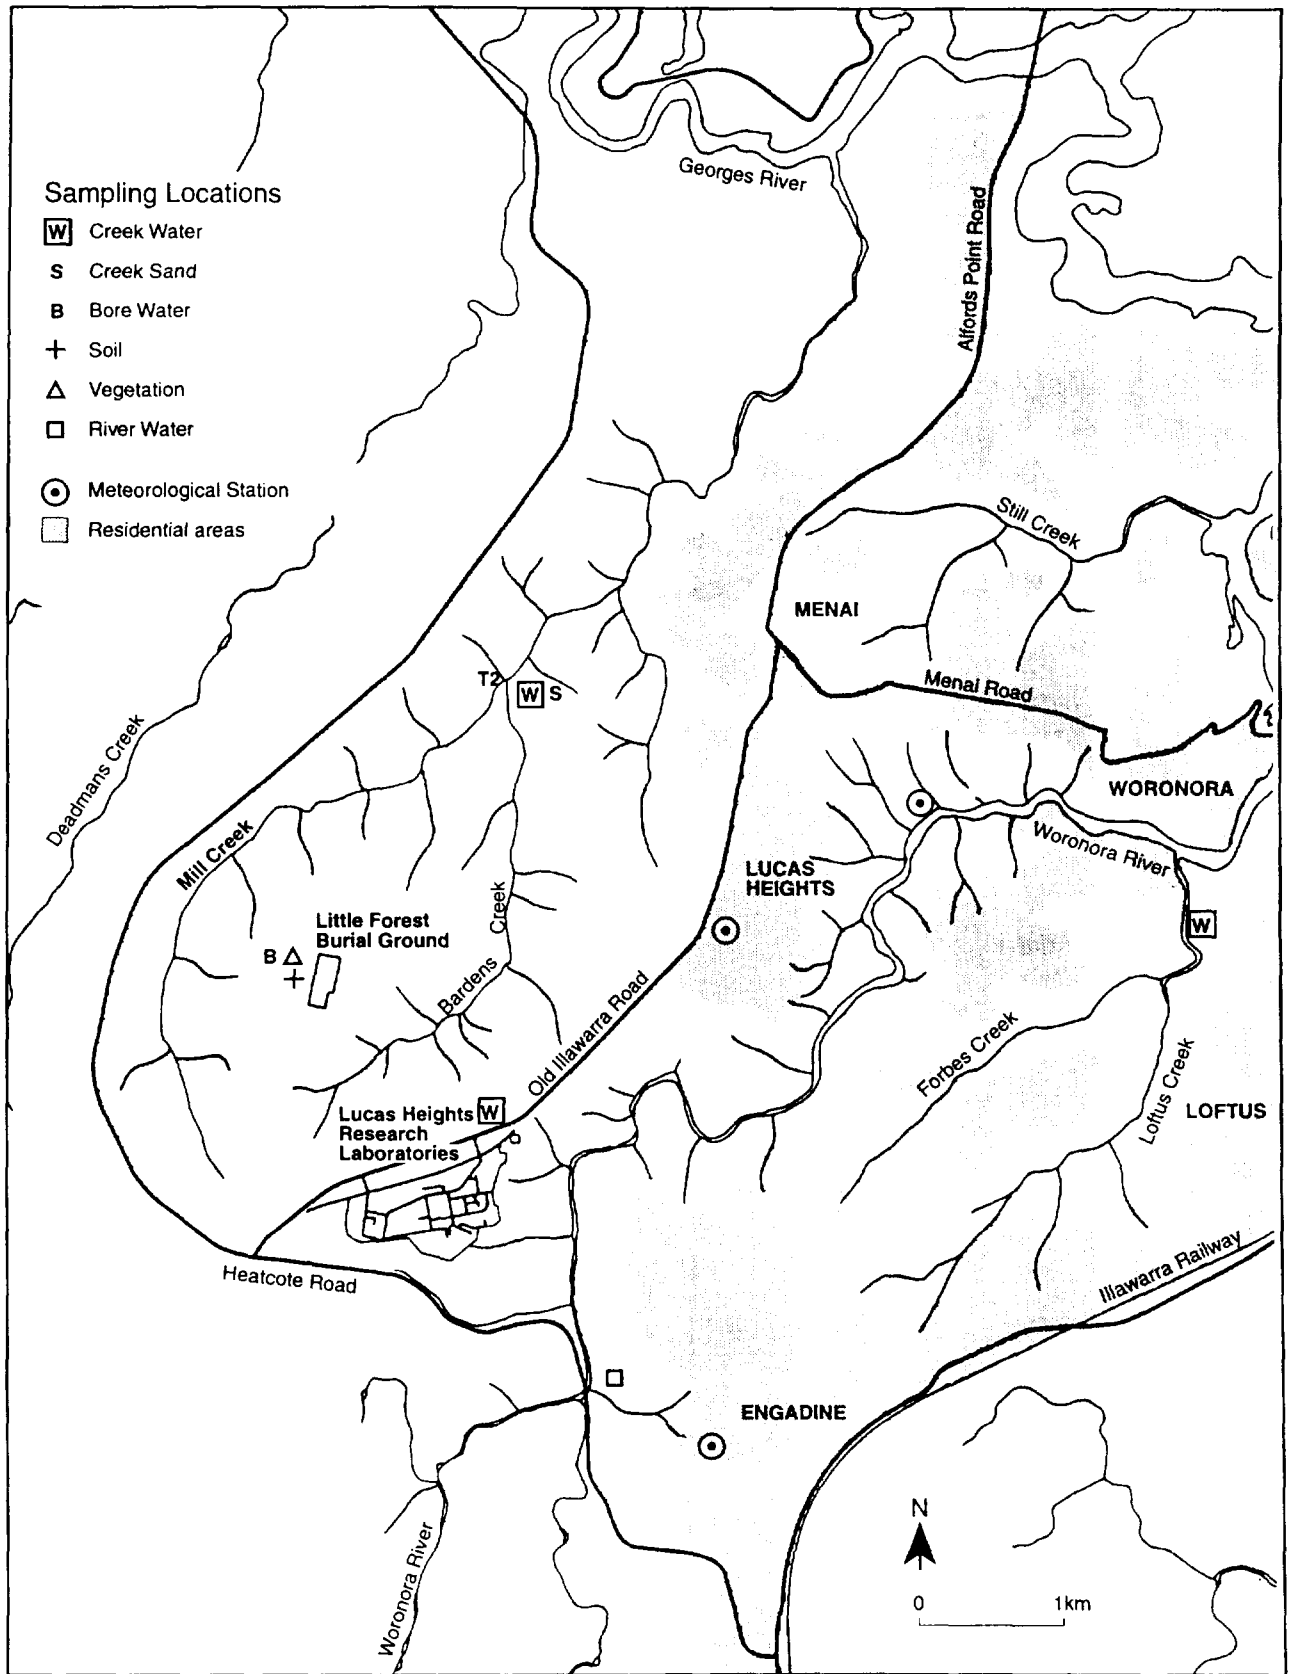 Georges River
Alfords Point Road
Sampling Locations
W Creek Water
S Creek Sand
B Bore Water
Soil
Vegetation
River Water
Meteorological Station
Residential areas
Still Creek
MENAI
T2
W S
Menai Road
Deadmans Creek
WORONORA
Mill Creek
Woronora River
LUCAS
HEIGHTS
Creek
Little Forest
Burial Ground
W
B
Bardens
Old Illawarra Road
Forbes Creek
Loftus Creek
Lucas Heights W
Research
Laboratories
LOFTUS
Heatcote Road
Illawarra Railway
ENGADINE
Woronora River
N
0 1km